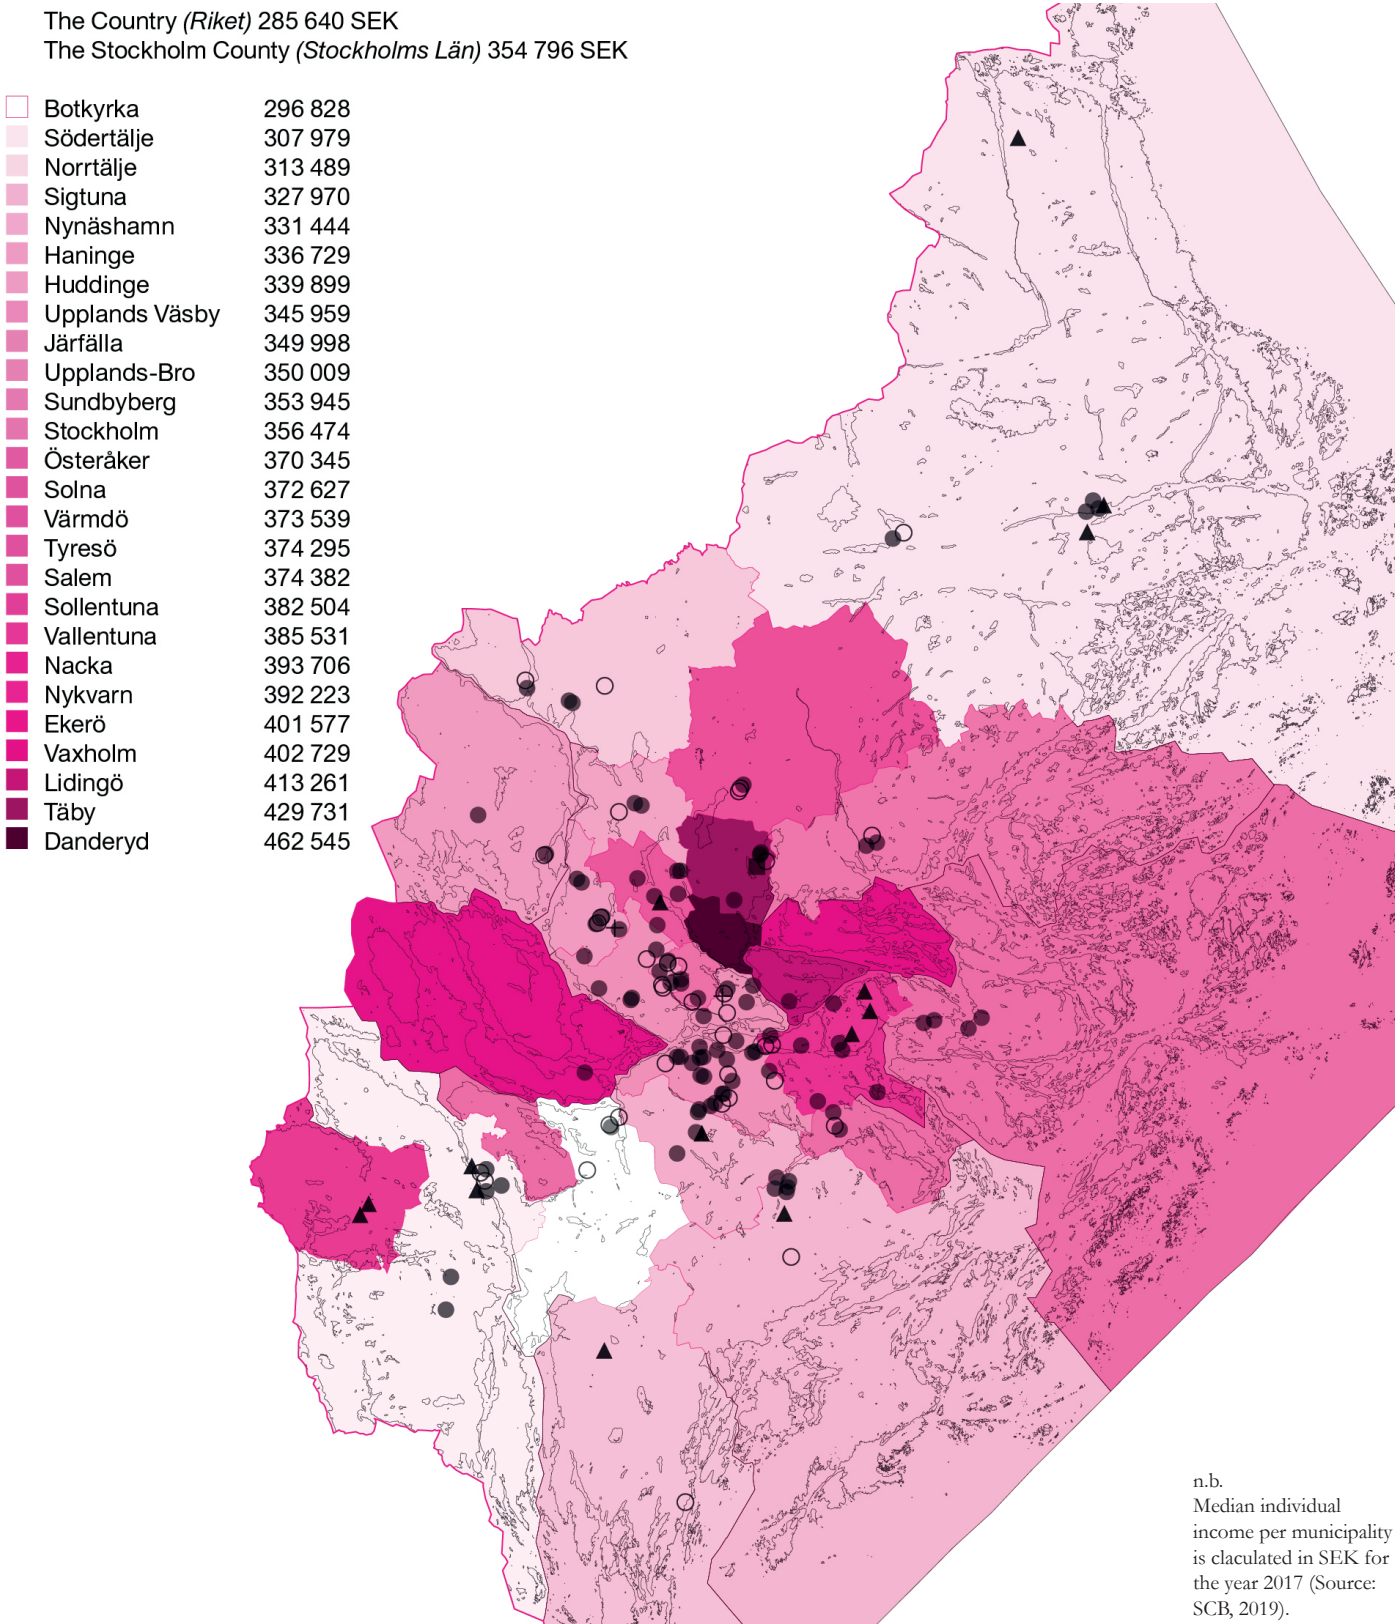 The Country (Riket) 285 640 SEK
The Stockholm County (Stockholms Län) 354 796 SEK
Botkyrka 296 828
Södertälje 307 979
Norrtälje 313 489
Sigtuna 327 970
Nynäshamn 331 444
Haninge 336 729
Huddinge 339 899
Upplands Väsby 345 959
Järfälla 349 998
Upplands-Bro 350 009
Sundbyberg 353 945
Stockholm 356 474
Österåker 370 345
Solna 372 627
Värmdö 373 539
Tyresö 374 295
Salem 374 382
Sollentuna 382 504
Vallentuna 385 531
Nacka 393 706
Nykvarn 392 223
Ekerö 401 577
Vaxholm 402 729
Lidingö 413 261
Täby 429 731
Danderyd 462 545
n.b.
Median individual
income per municipality
is claculated in SEK for
the year 2017 (Source:
SCB, 2019).